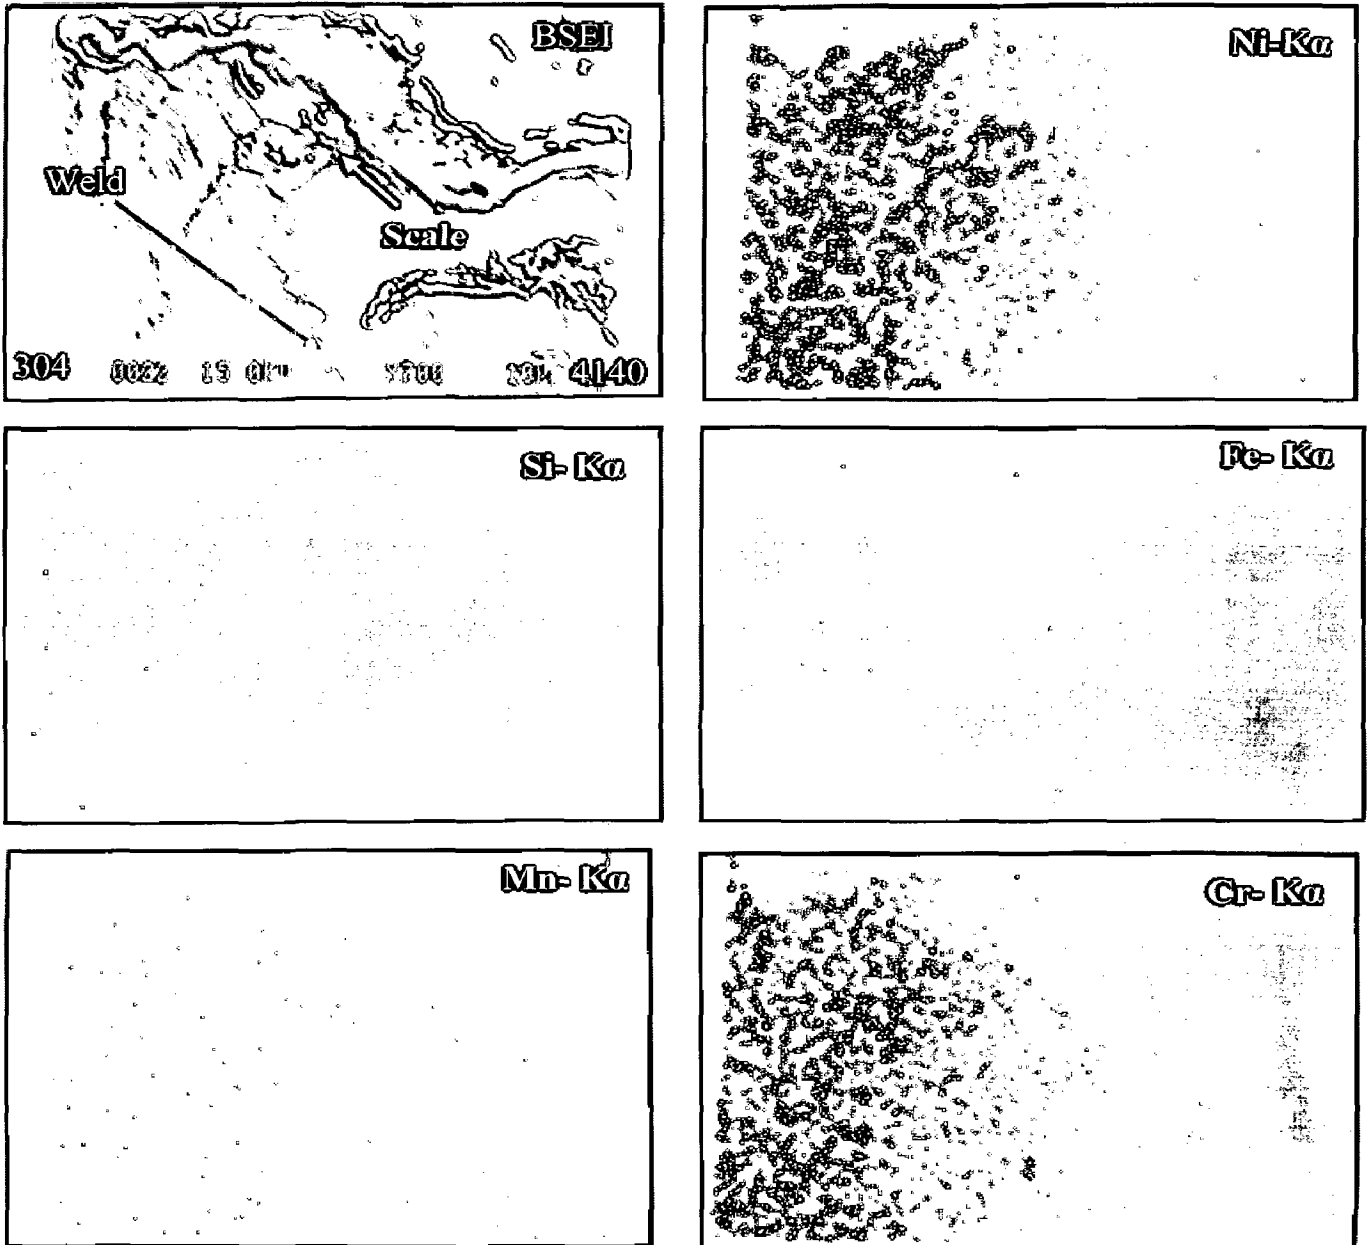 BSEI
Weld
Scale
304
4140
Ni-Kα
Si- Kα
Fe- Kα
Mn- Kα
Cr- Kα